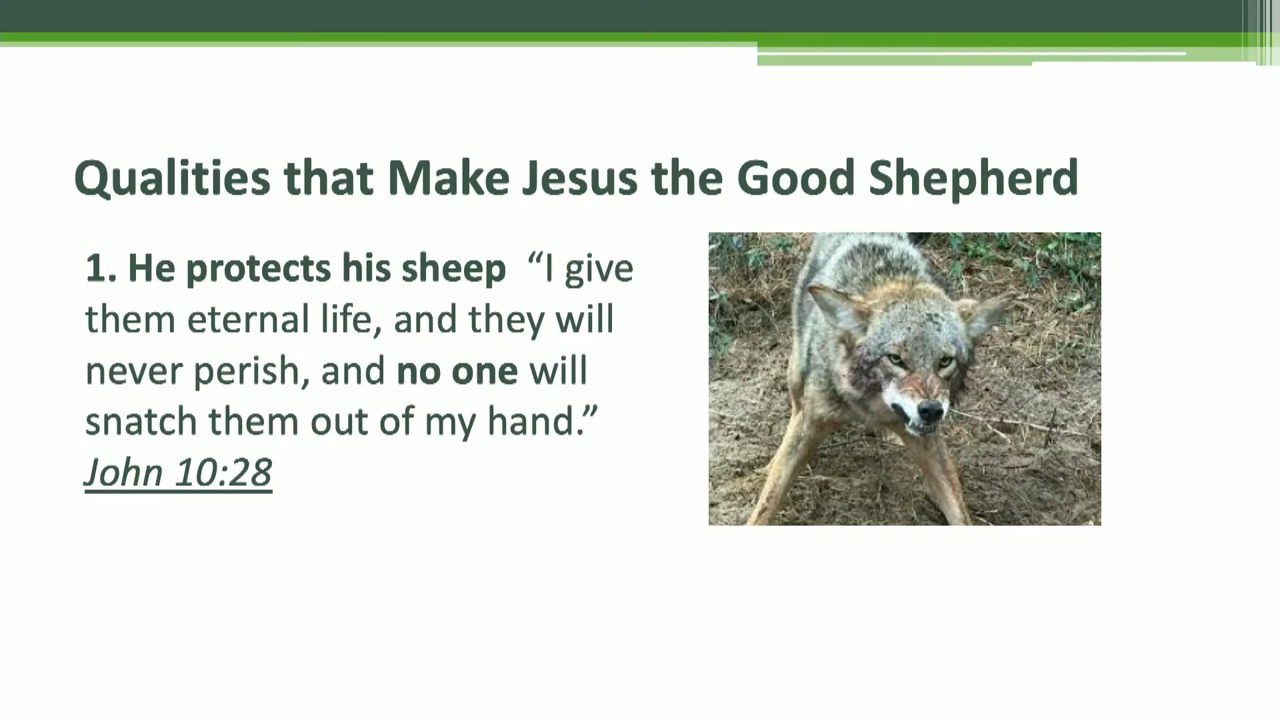 Qualities that Make Jesus the Good Shepherd
1. He protects his sheep “I give
them eternal life, and they will
never perish, and no one will
snatch them out of my hand.”
John 10:28